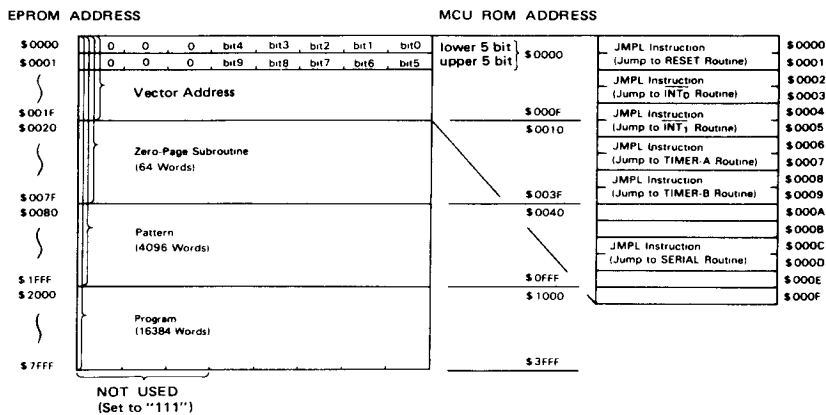 EPROM ADDRESS
MCU ROM ADDRESS
$0000
0 0 0 bit4 bit3 bit2 bit1 bit0
lower 5 bit
$0001
0 0 0 bit9 bit8 bit7 bit6 bit5
upper 5 bit
$0000
Vector Address
$001F
$000F
$0020
$0010
Zero-Page Subroutine
(64 Words)
$007F
$003F
$0080
$0040
Pattern
(4096 Words)
$1FFF
$0FFF
$2000
$1000
Program
(16384 Words)
$7FFF
$3FFF
NOT USED
(Set to "111")
JMPL Instruction
$0000
(Jump to RESET Routine)
$0001
JMPL Instruction
$0002
(Jump to INT0 Routine)
$0003
JMPL Instruction
$0004
(Jump to INT1 Routine)
$0005
JMPL Instruction
$0006
(Jump to TIMER-A Routine)
$0007
JMPL Instruction
$0008
(Jump to TIMER-B Routine)
$0009
$000A
$000B
JMPL Instruction
$000C
(Jump to SERIAL Routine)
$000D
$000E
$000F